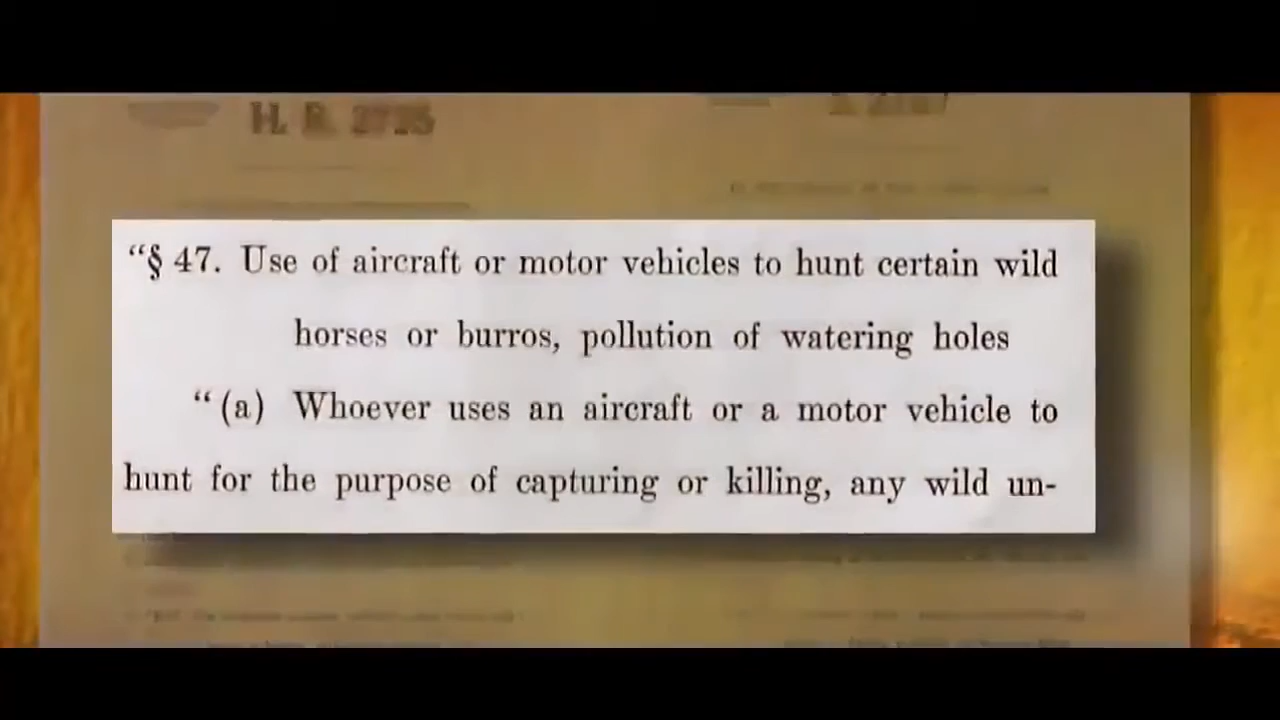 H. R. 2725
“§ 47. Use of aircraft or motor vehicles to hunt certain wild
horses or burros, pollution of watering holes
“(a) Whoever uses an aircraft or a motor vehicle to
hunt for the purpose of capturing or killing, any wild un-